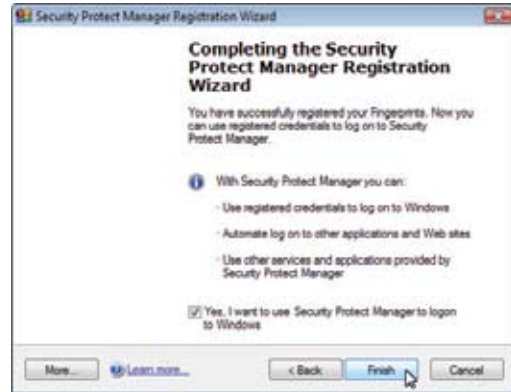 Security Protect Manager Registration Wizard
Completing the Security
Protect Manager Registration
Wizard
You have successfully registered your Fingerprints. Now you
can use registered credentials to log on to Security
Protect Manager.
With Security Protect Manager you can:
· Use registered credentials to log on to Windows
· Automate log on to other applications and Web sites
· Use other services and applications provided by
Security Protect Manager
Yes, I want to use Security Protect Manager to logon
to Windows
More... Learn more... < Back Finish Cancel